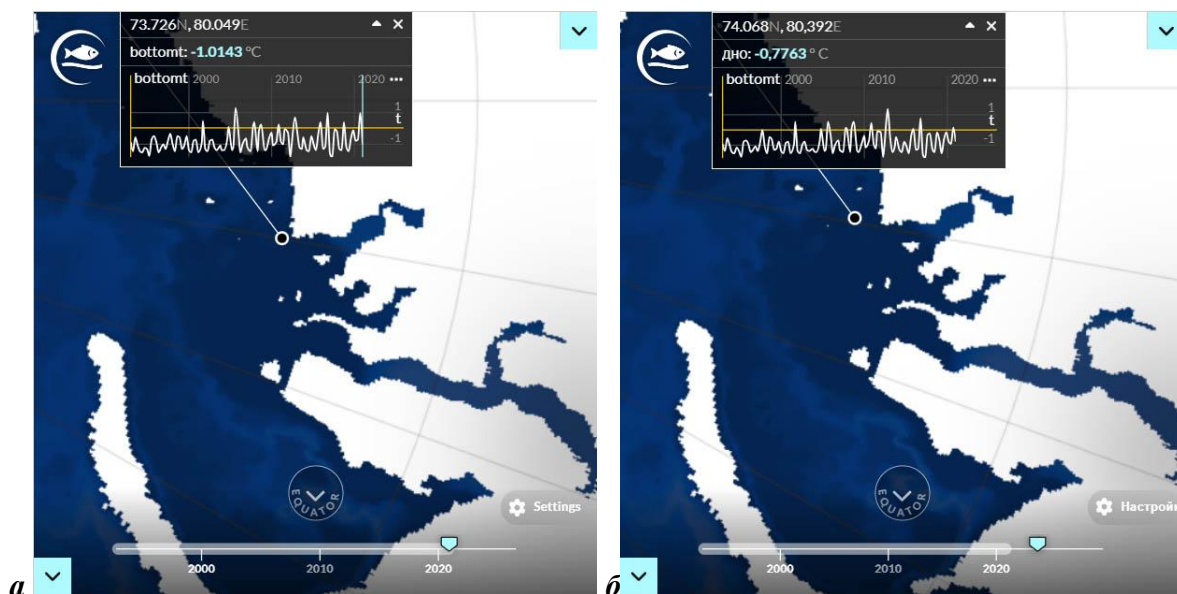 73.726N, 80.049E
bottomt: -1.0143 °C
bottomt 2000 2010 2020 •••
1
t
-1
EQUATOR
Settings
2000 2010 2020
а
74.068N, 80,392E
дно: -0,7763 ° C
bottomt 2000 2010 2020 •••
1
t
-1
EQUATOR
Настрой
2000 2010 2020
б